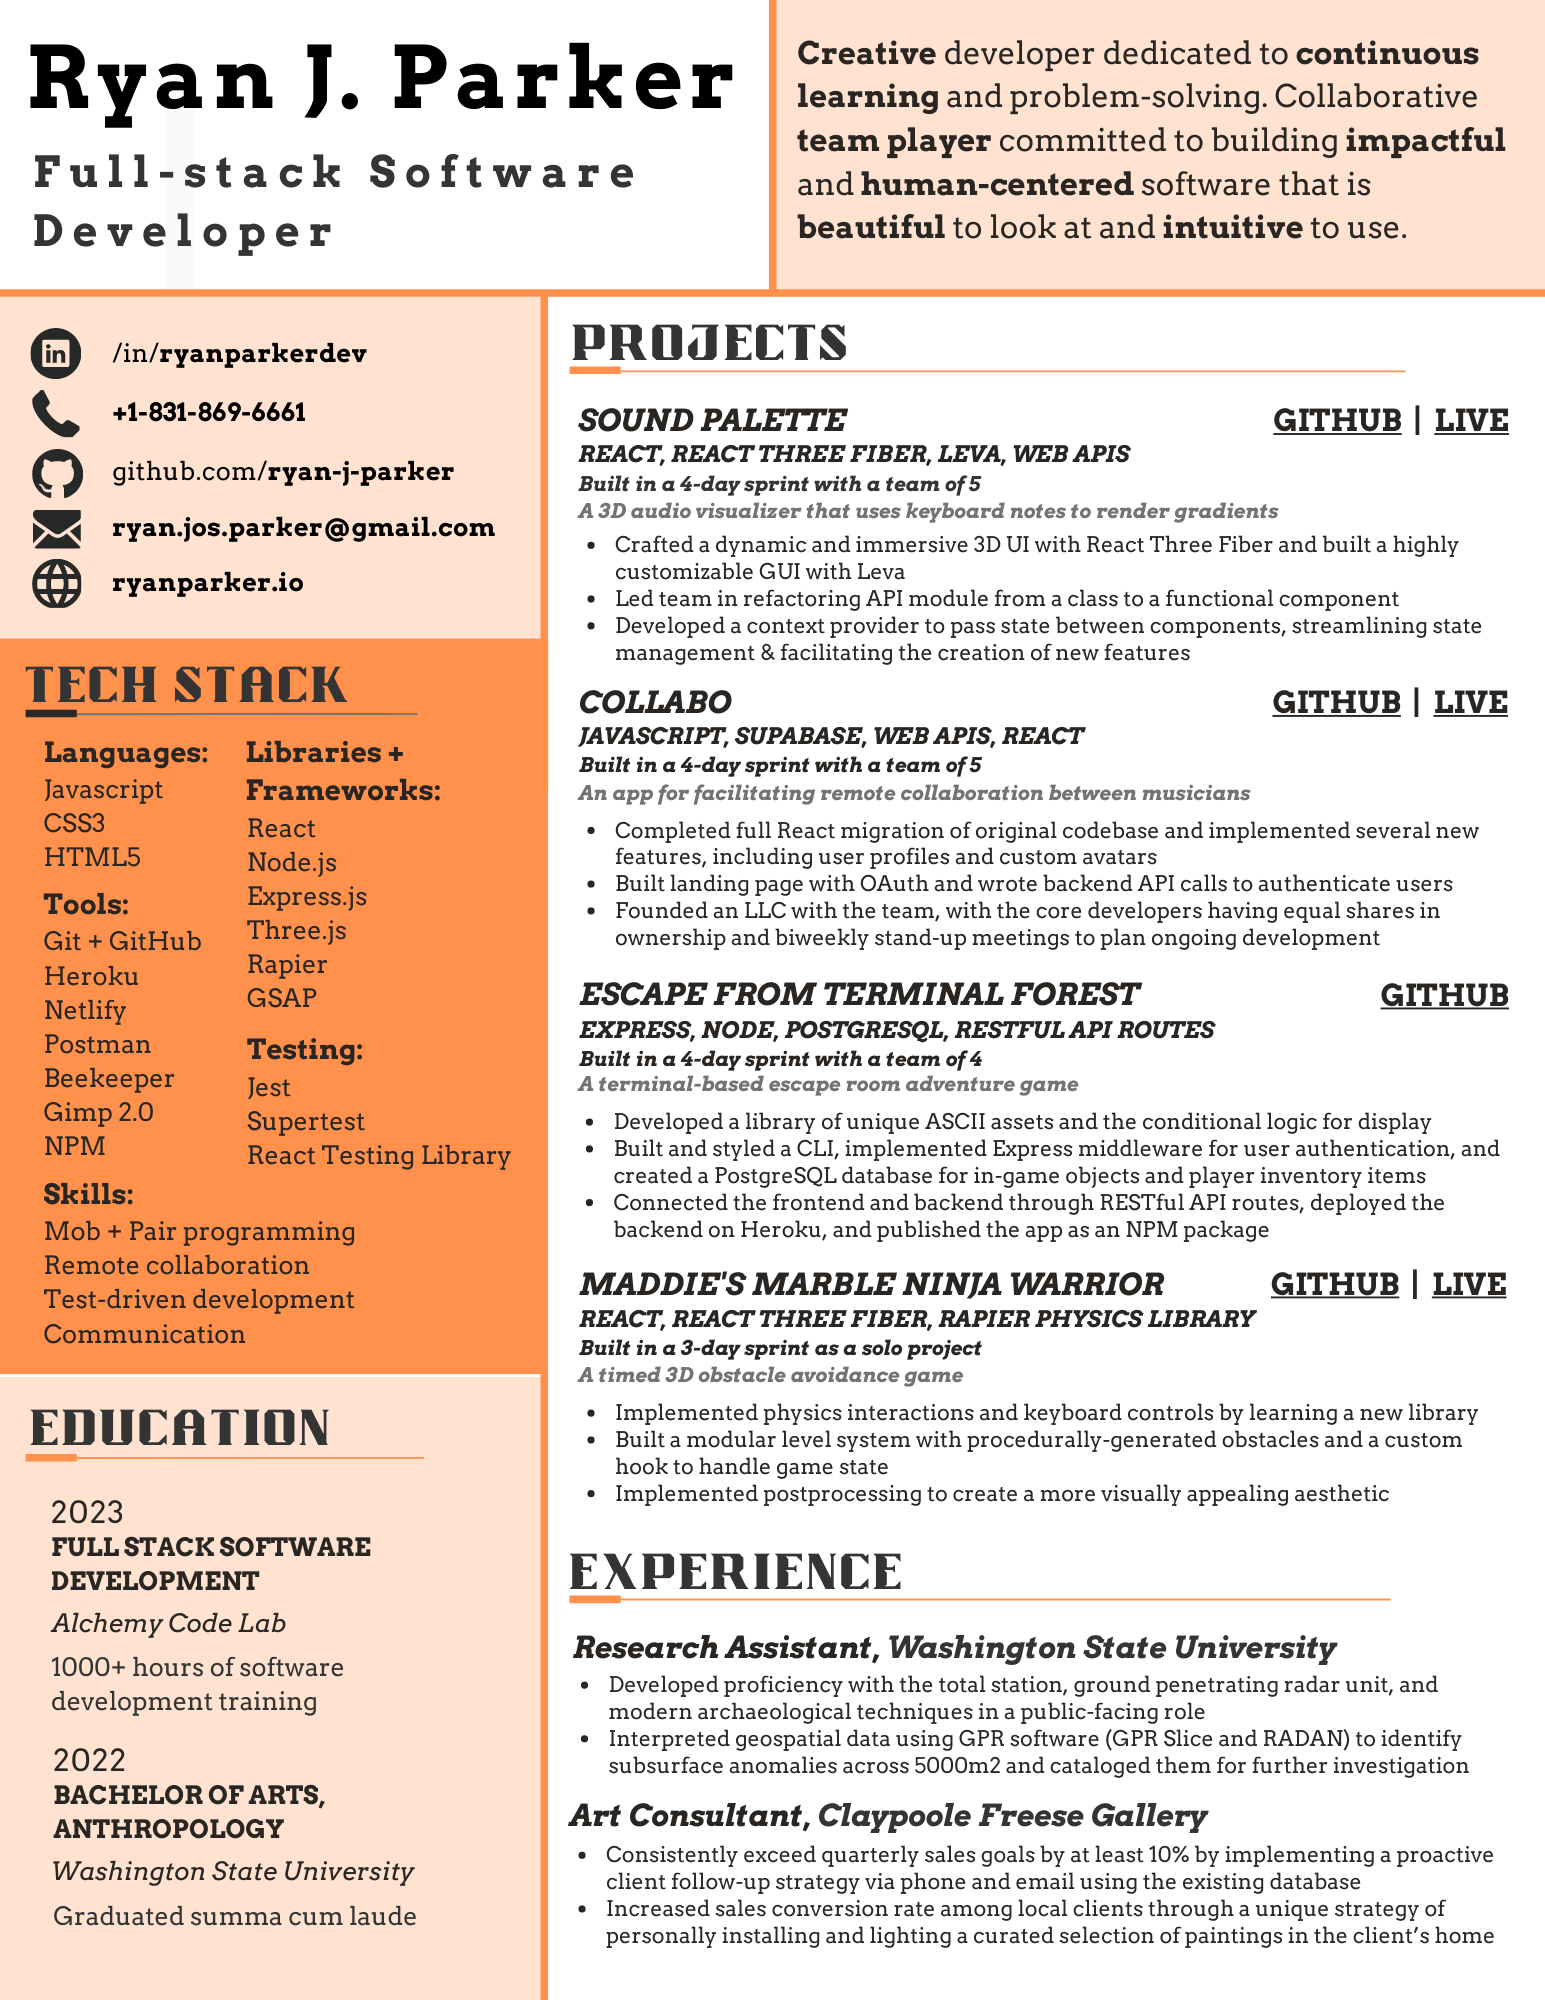 Ryan J. Parker
Full-stack Software
Developer
Creative developer dedicated to continuous
learning and problem-solving. Collaborative
team player committed to building impactful
and human-centered software that is
beautiful to look at and intuitive to use.
/in/ryanparkerdev
+1-831-869-6661
github.com/ryan-j-parker
ryan.jos.parker@gmail.com
ryanparker.io
TECH STACK
Languages:
Javascript
CSS3
HTML5
Tools:
Git + GitHub
Heroku
Netlify
Postman
Beekeeper
Gimp 2.0
NPM
Libraries +
Frameworks:
React
Node.js
Express.js
Three.js
Rapier
GSAP
Testing:
Jest
Supertest
React Testing Library
Skills:
Mob + Pair programming
Remote collaboration
Test-driven development
Communication
EDUCATION
2023
FULL STACK SOFTWARE
DEVELOPMENT
Alchemy Code Lab
1000+ hours of software
development training
2022
BACHELOR OF ARTS,
ANTHROPOLOGY
Washington State University
Graduated summa cum laude
PROJECTS
SOUND PALETTE GITHUB | LIVE
REACT, REACT THREE FIBER, LEVA, WEB APIS
Built in a 4-day sprint with a team of 5
A 3D audio visualizer that uses keyboard notes to render gradients
• Crafted a dynamic and immersive 3D UI with React Three Fiber and built a highly
customizable GUI with Leva
• Led team in refactoring API module from a class to a functional component
• Developed a context provider to pass state between components, streamlining state
management & facilitating the creation of new features
COLLABO GITHUB | LIVE
JAVASCRIPT, SUPABASE, WEB APIS, REACT
Built in a 4-day sprint with a team of 5
An app for facilitating remote collaboration between musicians
• Completed full React migration of original codebase and implemented several new
features, including user profiles and custom avatars
• Built landing page with OAuth and wrote backend API calls to authenticate users
• Founded an LLC with the team, with the core developers having equal shares in
ownership and biweekly stand-up meetings to plan ongoing development
ESCAPE FROM TERMINAL FOREST GITHUB
EXPRESS, NODE, POSTGRESQL, RESTFUL API ROUTES
Built in a 4-day sprint with a team of 4
A terminal-based escape room adventure game
• Developed a library of unique ASCII assets and the conditional logic for display
• Built and styled a CLI, implemented Express middleware for user authentication, and
created a PostgreSQL database for in-game objects and player inventory items
• Connected the frontend and backend through RESTful API routes, deployed the
backend on Heroku, and published the app as an NPM package
MADDIE'S MARBLE NINJA WARRIOR GITHUB | LIVE
REACT, REACT THREE FIBER, RAPIER PHYSICS LIBRARY
Built in a 3-day sprint as a solo project
A timed 3D obstacle avoidance game
• Implemented physics interactions and keyboard controls by learning a new library
• Built a modular level system with procedurally-generated obstacles and a custom
hook to handle game state
• Implemented postprocessing to create a more visually appealing aesthetic
EXPERIENCE
Research Assistant, Washington State University
• Developed proficiency with the total station, ground penetrating radar unit, and
modern archaeological techniques in a public-facing role
• Interpreted geospatial data using GPR software (GPR Slice and RADAN) to identify
subsurface anomalies across 5000m2 and cataloged them for further investigation
Art Consultant, Claypoole Freese Gallery
• Consistently exceed quarterly sales goals by at least 10% by implementing a proactive
client follow-up strategy via phone and email using the existing database
• Increased sales conversion rate among local clients through a unique strategy of
personally installing and lighting a curated selection of paintings in the client’s home